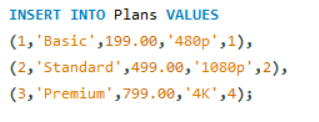 INSERT INTO Plans VALUES
(1,'Basic',199.00,'480p',1),
(2,'Standard',499.00,'1080p',2),
(3,'Premium',799.00,'4K',4);